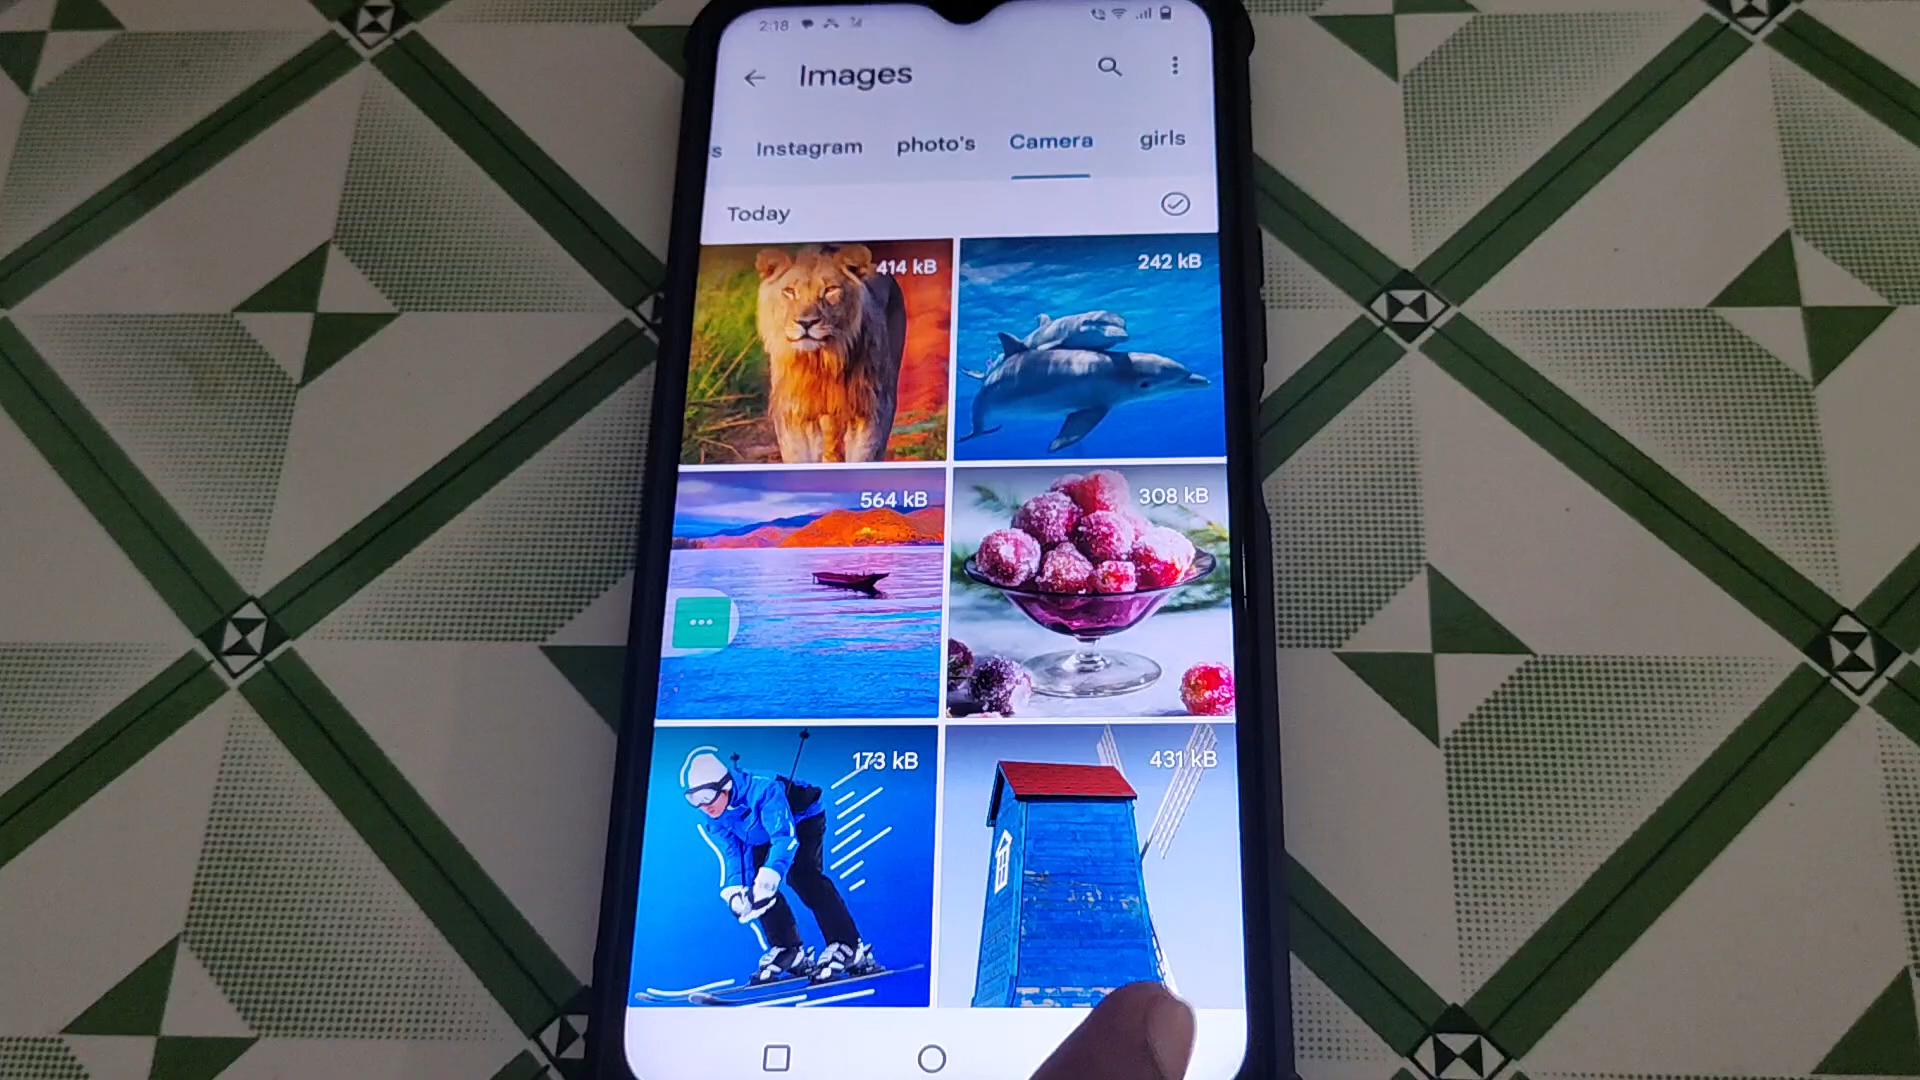 2:18
Images
s Instagram photo's Camera girls
Today
414 kB 242 kB
564 kB 308 kB
173 kB 431 kB